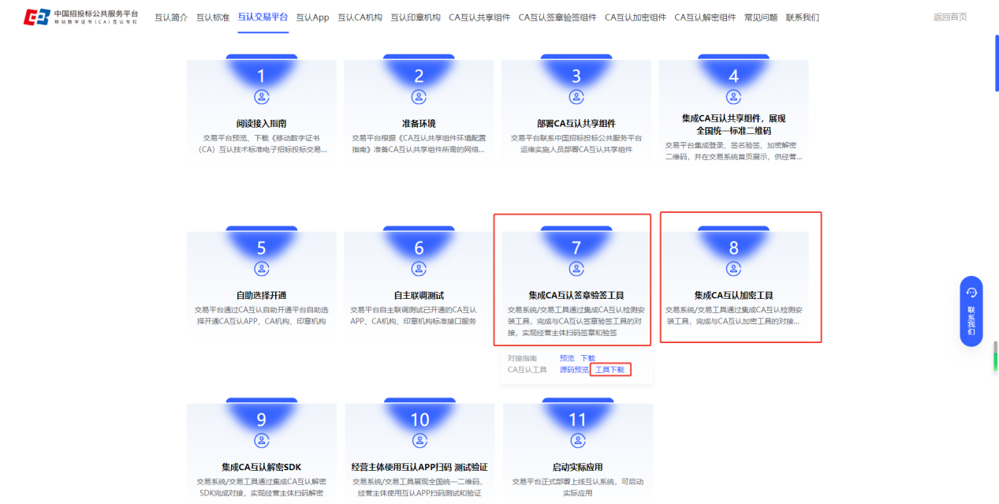 中国招投标公共服务平台
移动数字证书(CA)互认专栏
互认简介 互认标准 互认交易平台 互认App 互认CA机构 互认印章机构 CA互认共享组件 CA互认签章验签组件 CA互认加密组件 CA互认解密组件 常见问题 联系我们 返回首页
1
阅读接入指南
交易平台预览、下载《移动数字证书
（CA）互认技术标准电子招标投标交易...
2
准备环境
交易平台根据《CA互认共享组件环境配置
指南》准备CA互认共享组件所需的网络...
3
部署CA互认共享组件
交易平台联系中国招标投标公共服务平台
运维实施人员部署CA互认共享组件
4
集成CA互认共享组件，展现
全国统一标准二维码
交易平台集成登录、签名验签、加密解密
二维码，并在交易系统首页展示，供经营...
5
自助选择开通
交易平台通过CA互认自助开通平台自助选
择开通CA互认APP、CA机构、印章机构
6
自主联调测试
交易平台自主联调测试已开通的CA互认
APP、CA机构、印章机构标准接口服务
7
集成CA互认签章验签工具
交易系统/交易工具通过集成CA互认检测安
装工具，完成与CA互认签章验签工具的对
接，实现经营主体扫码签章和验签
对接指南 预览 下载
CA互认工具 源码预览 工具下载
8
集成CA互认加密工具
交易系统/交易工具通过集成CA互认检测安
装工具，完成与CA互认加密工具的对接...
联系我们
9
集成CA互认解密SDK
交易系统/交易工具通过集成CA互认解密
SDK完成对接，实现经营主体扫码解密
10
经营主体使用互认APP扫码 测试验证
交易系统/交易工具展现全国统一二维码，
经营主体使用互认APP扫码测试和验证
11
启动实际应用
交易平台正式部署上线互认系统，可启动
实际应用